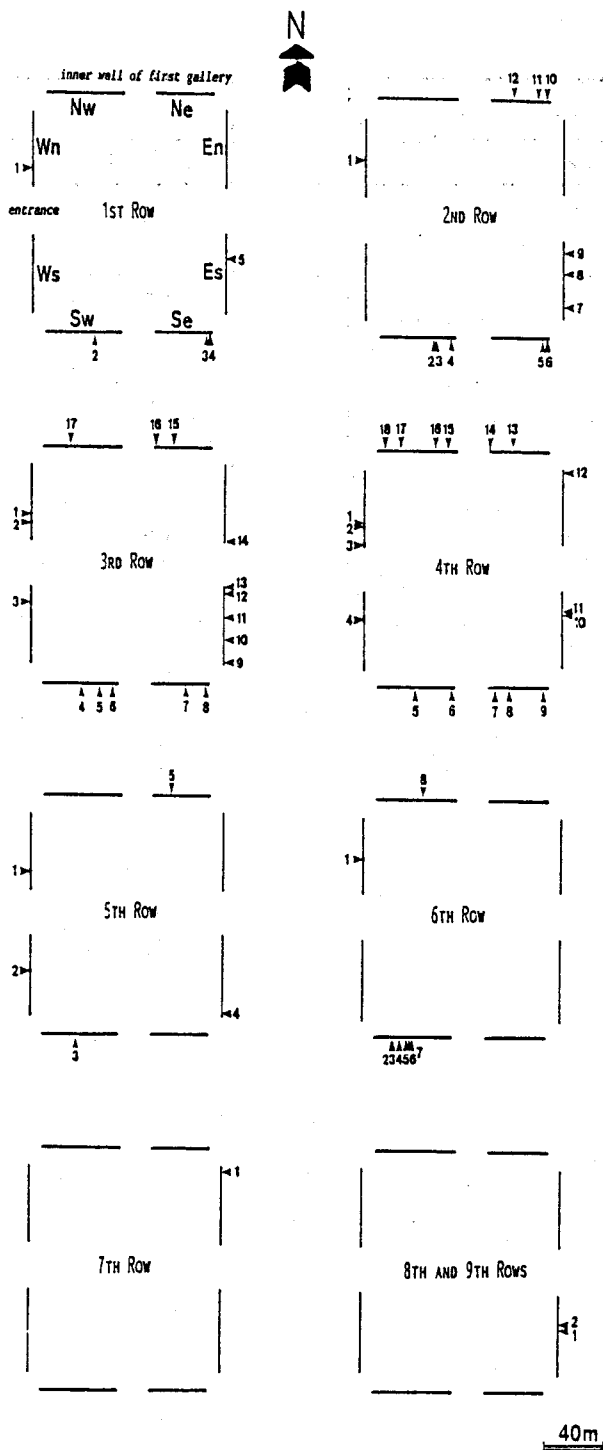 N
inner wall of first gallery
Nw Ne
12 11 10
Wn En
1 1
entrance 1ST ROW 2ND ROW
Ws Es 5
9
8
7
Sw Se
2 34
23 4 56
17 16 15
18 17 16 15 14 13
12
1
2
14
1
2
3
3RD ROW 4TH ROW
3
13
12
11
10
9
4
11
10
4 5 6 7 8
5 6 7 8 9
5 8
1 1
5TH ROW 6TH ROW
2 4
3
234567
1
7TH ROW 8TH AND 9TH ROWS
2
1
40m